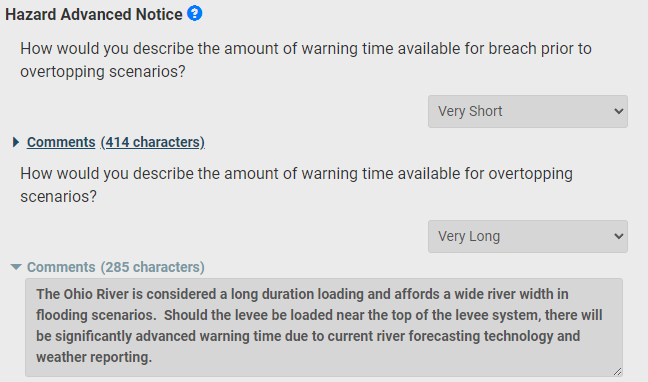 Hazard Advanced Notice ?
How would you describe the amount of warning time available for breach prior to
overtopping scenarios?
Very Short
Comments (414 characters)
How would you describe the amount of warning time available for overtopping
scenarios?
Very Long
Comments (285 characters)
The Ohio River is considered a long duration loading and affords a wide river width in
flooding scenarios.  Should the levee be loaded near the top of the levee system, there will
be significantly advanced warning time due to current river forecasting technology and
weather reporting.